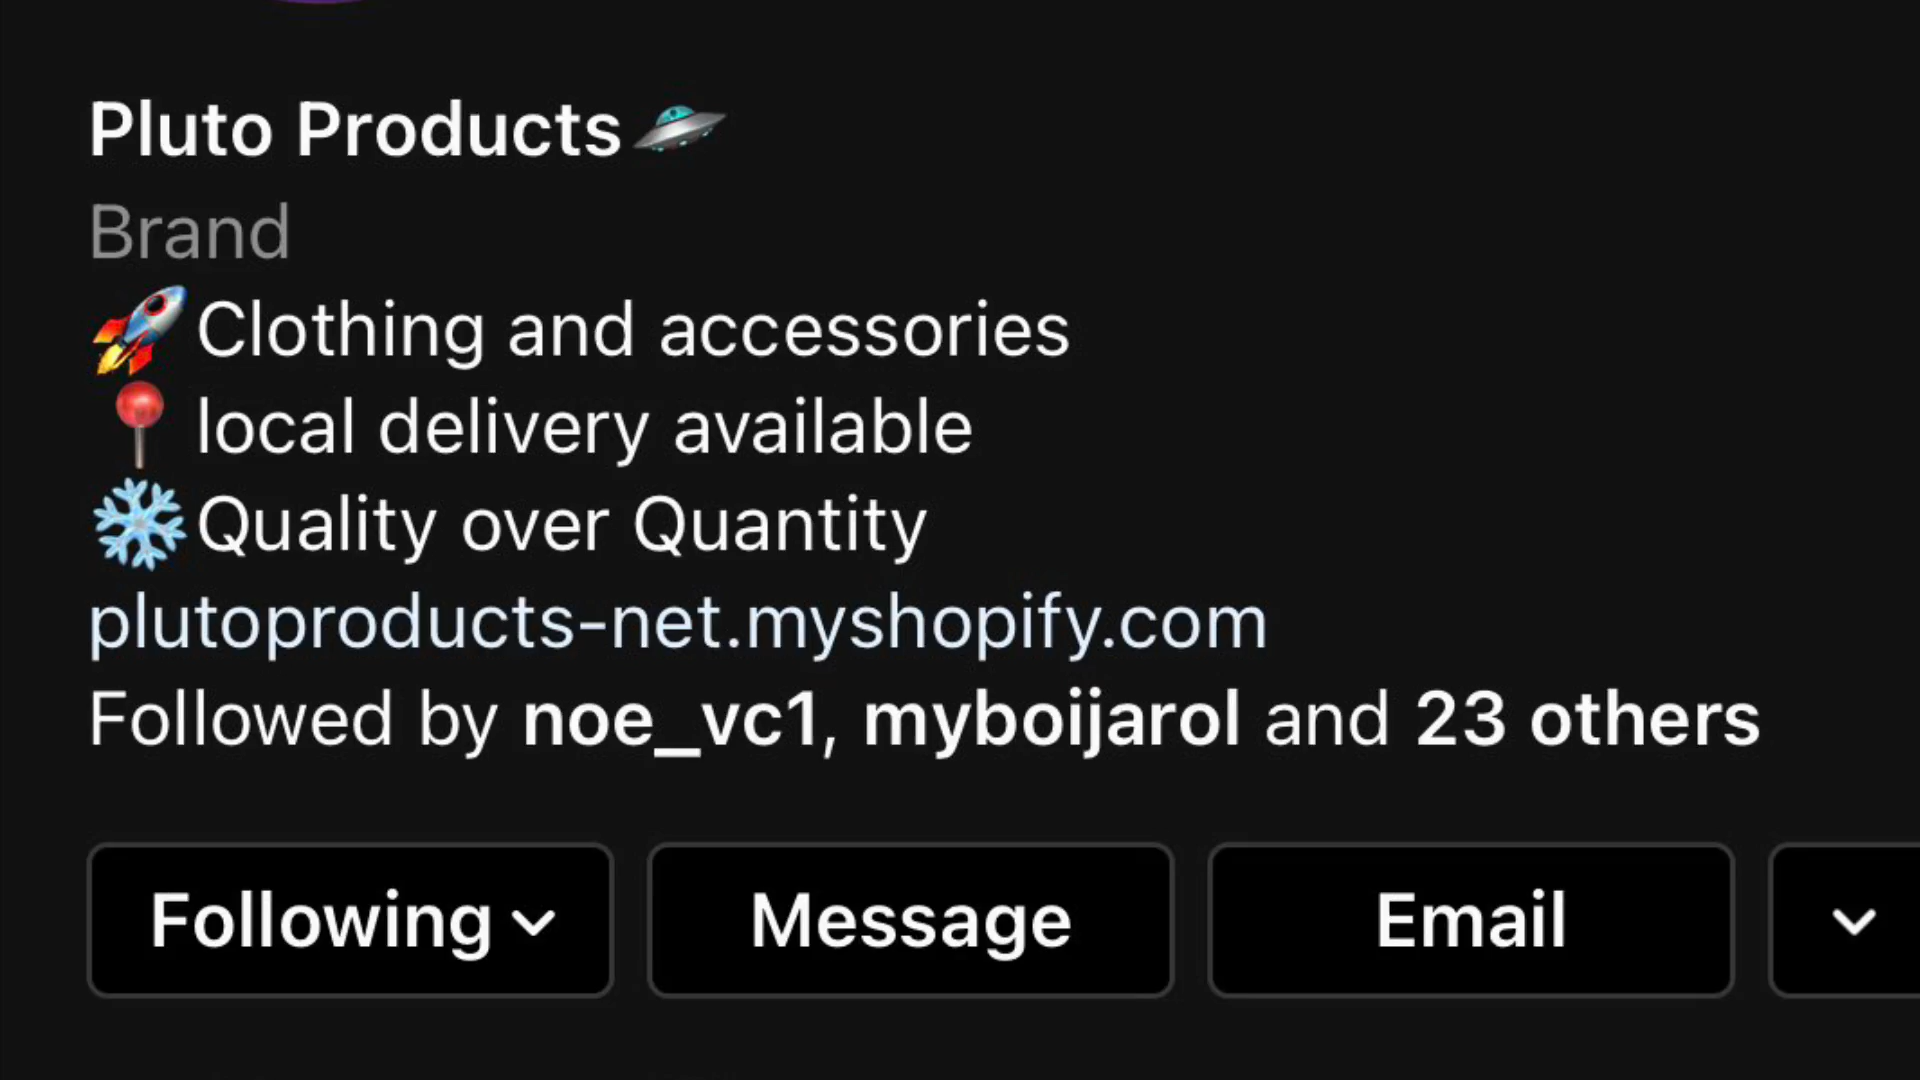 Pluto Products🛸
Brand
🚀Clothing and accessories
📍local delivery available
❄️Quality over Quantity
plutoproducts-net.myshopify.com
Followed by noe_vc1, myboijarol and 23 others
Following Message Email